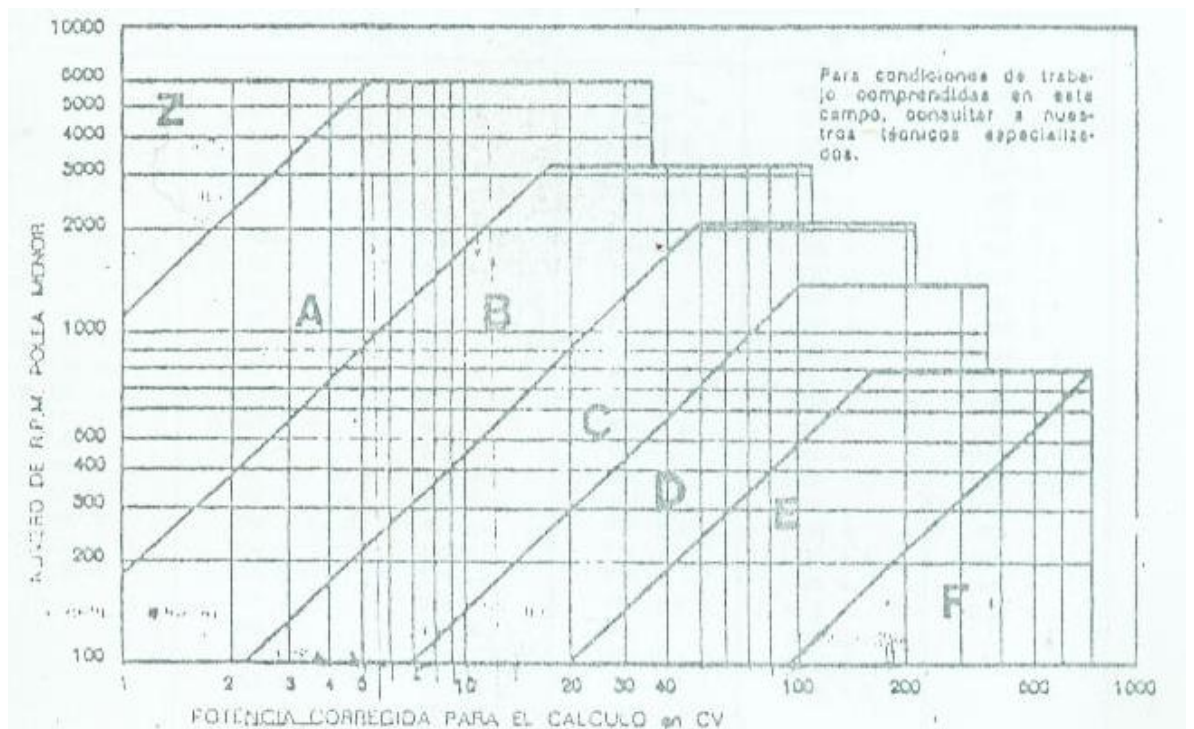 10000
6000
5000
4000
3000
2000
1000
600
400
300
200
100
NUMERO DE R.P.M. POLEA MENOR
Para condiciones de traba-
jo comprendidas en este
campo, consultar a nues-
tros técnicos especializa-
dos.
Z
A
B
C
D
E
F
1 2 3 4 5 10 20 30 40 100 200 500 1000
POTENCIA CORREGIDA PARA EL CALCULO en CV